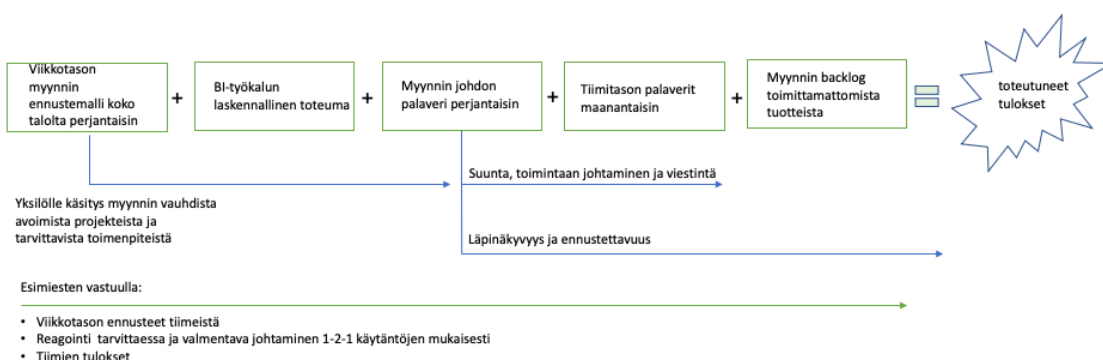 Viikkotason
myynnin
ennustemalli koko
talolta perjantaisin
+
BI-työkalun
laskennallinen toteuma
+
Myynnin johdon
palaveri perjantaisin
+
Tiimitason palaverit
maanantaisin
+
Myynnin backlog
toimittamattomista
tuotteista
toteutuneet
tulokset
Suunta, toimintaan johtaminen ja viestintä
Yksilölle käsitys myynnin vauhdista
avoimista projekteista ja
tarvittavista toimenpiteistä
Läpinäkyvyys ja ennustettavuus
Esimiesten vastuulla:
• Viikkotason ennusteet tiimeistä
• Reagointi tarvittaessa ja valmentava johtaminen 1-2-1 käytäntöjen mukaisesti
• Tiimien tulokset